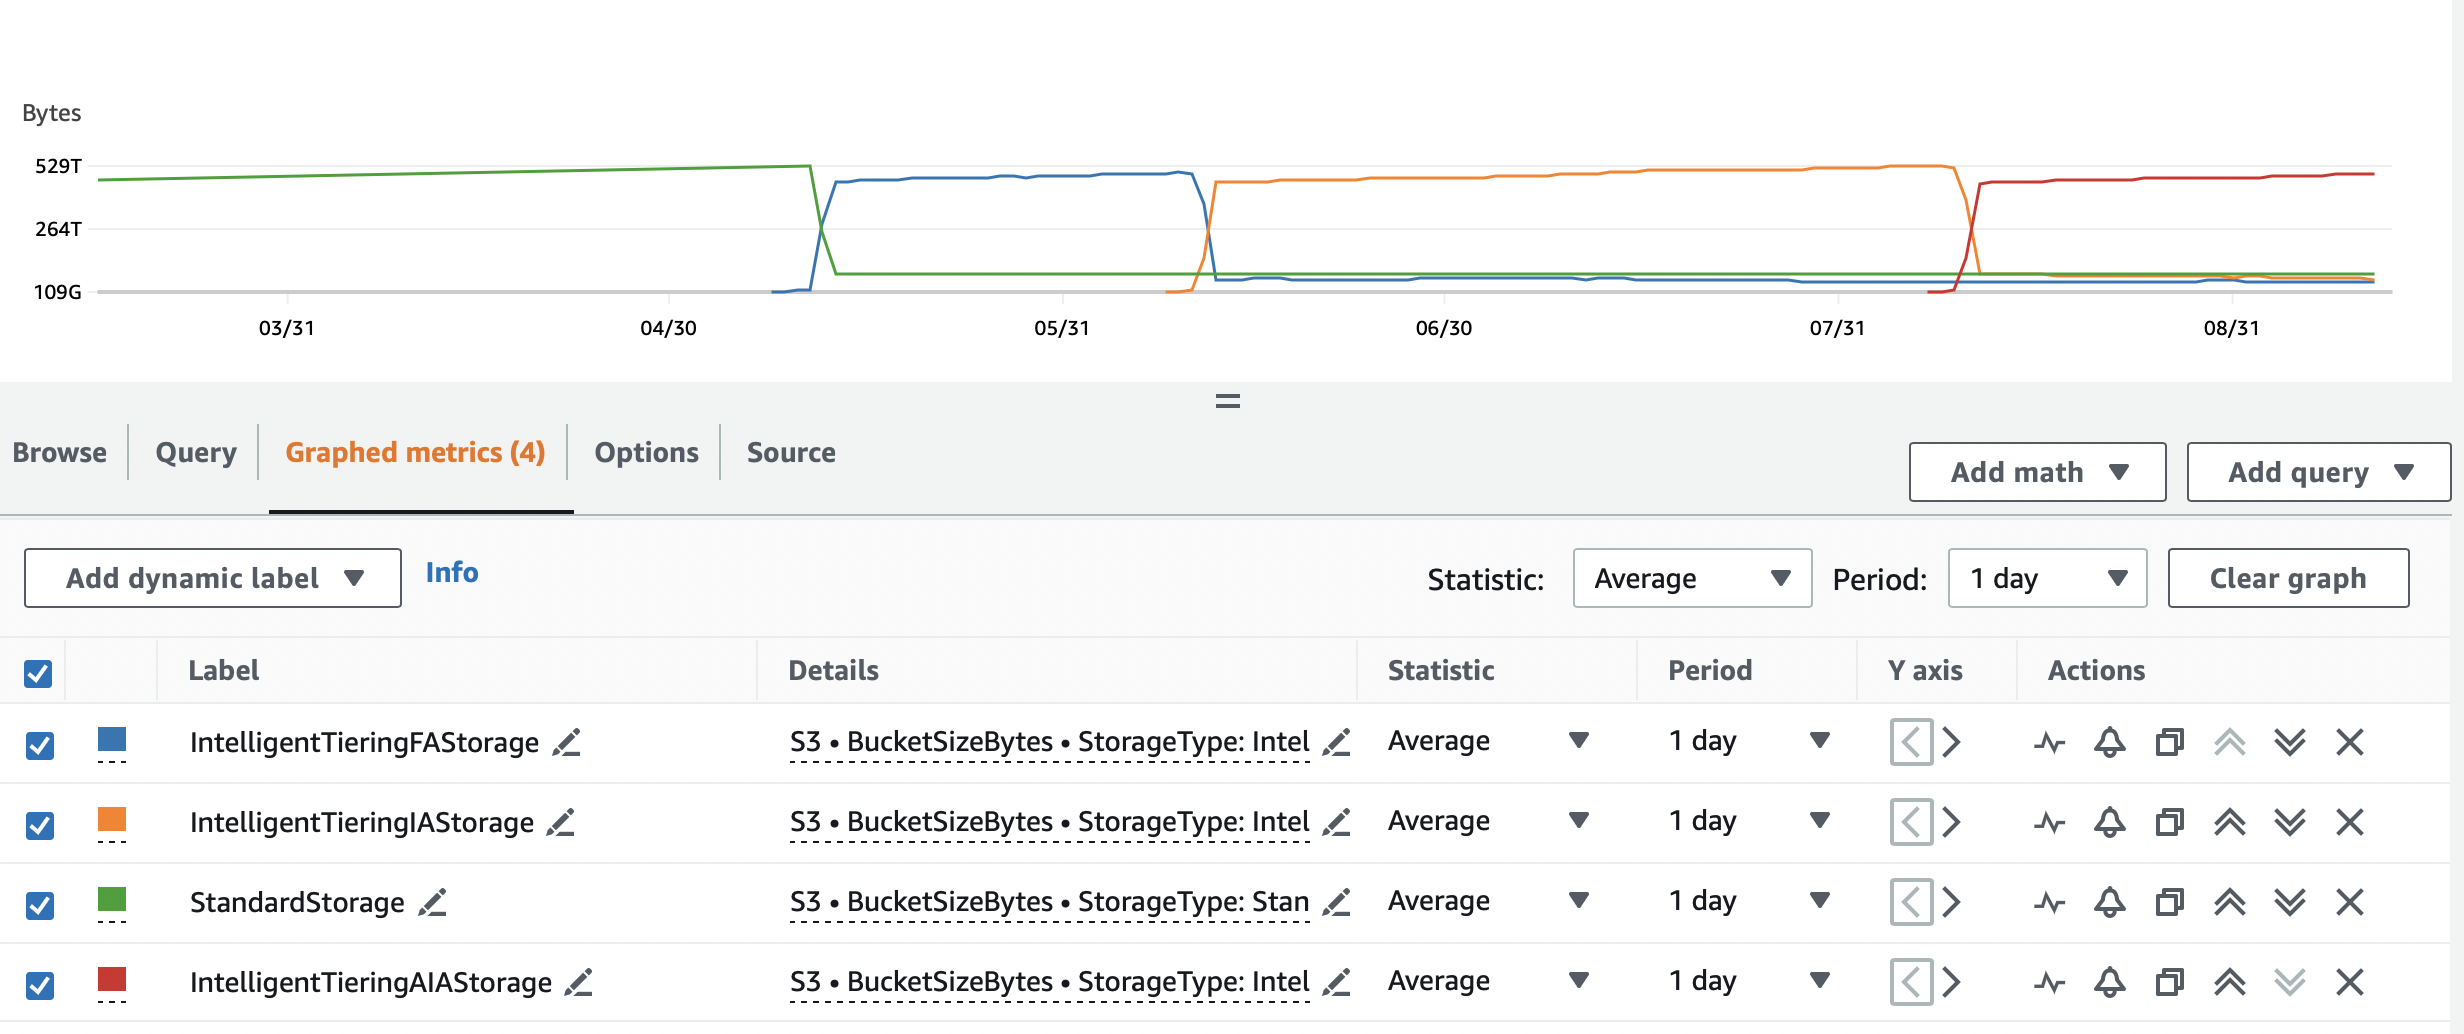 Bytes
529T
264T
109G
03/31 04/30 05/31 06/30 07/31 08/31
Browse Query Graphed metrics (4) Options Source
Add math Add query
Add dynamic label Info Statistic: Average Period: 1 day Clear graph
Label Details Statistic Period Y axis Actions
IntelligentTieringFAStorage S3 • BucketSizeBytes • StorageType: Intel Average 1 day
IntelligentTieringIAStorage S3 • BucketSizeBytes • StorageType: Intel Average 1 day
StandardStorage S3 • BucketSizeBytes • StorageType: Stan Average 1 day
IntelligentTieringAIAStorage S3 • BucketSizeBytes • StorageType: Intel Average 1 day